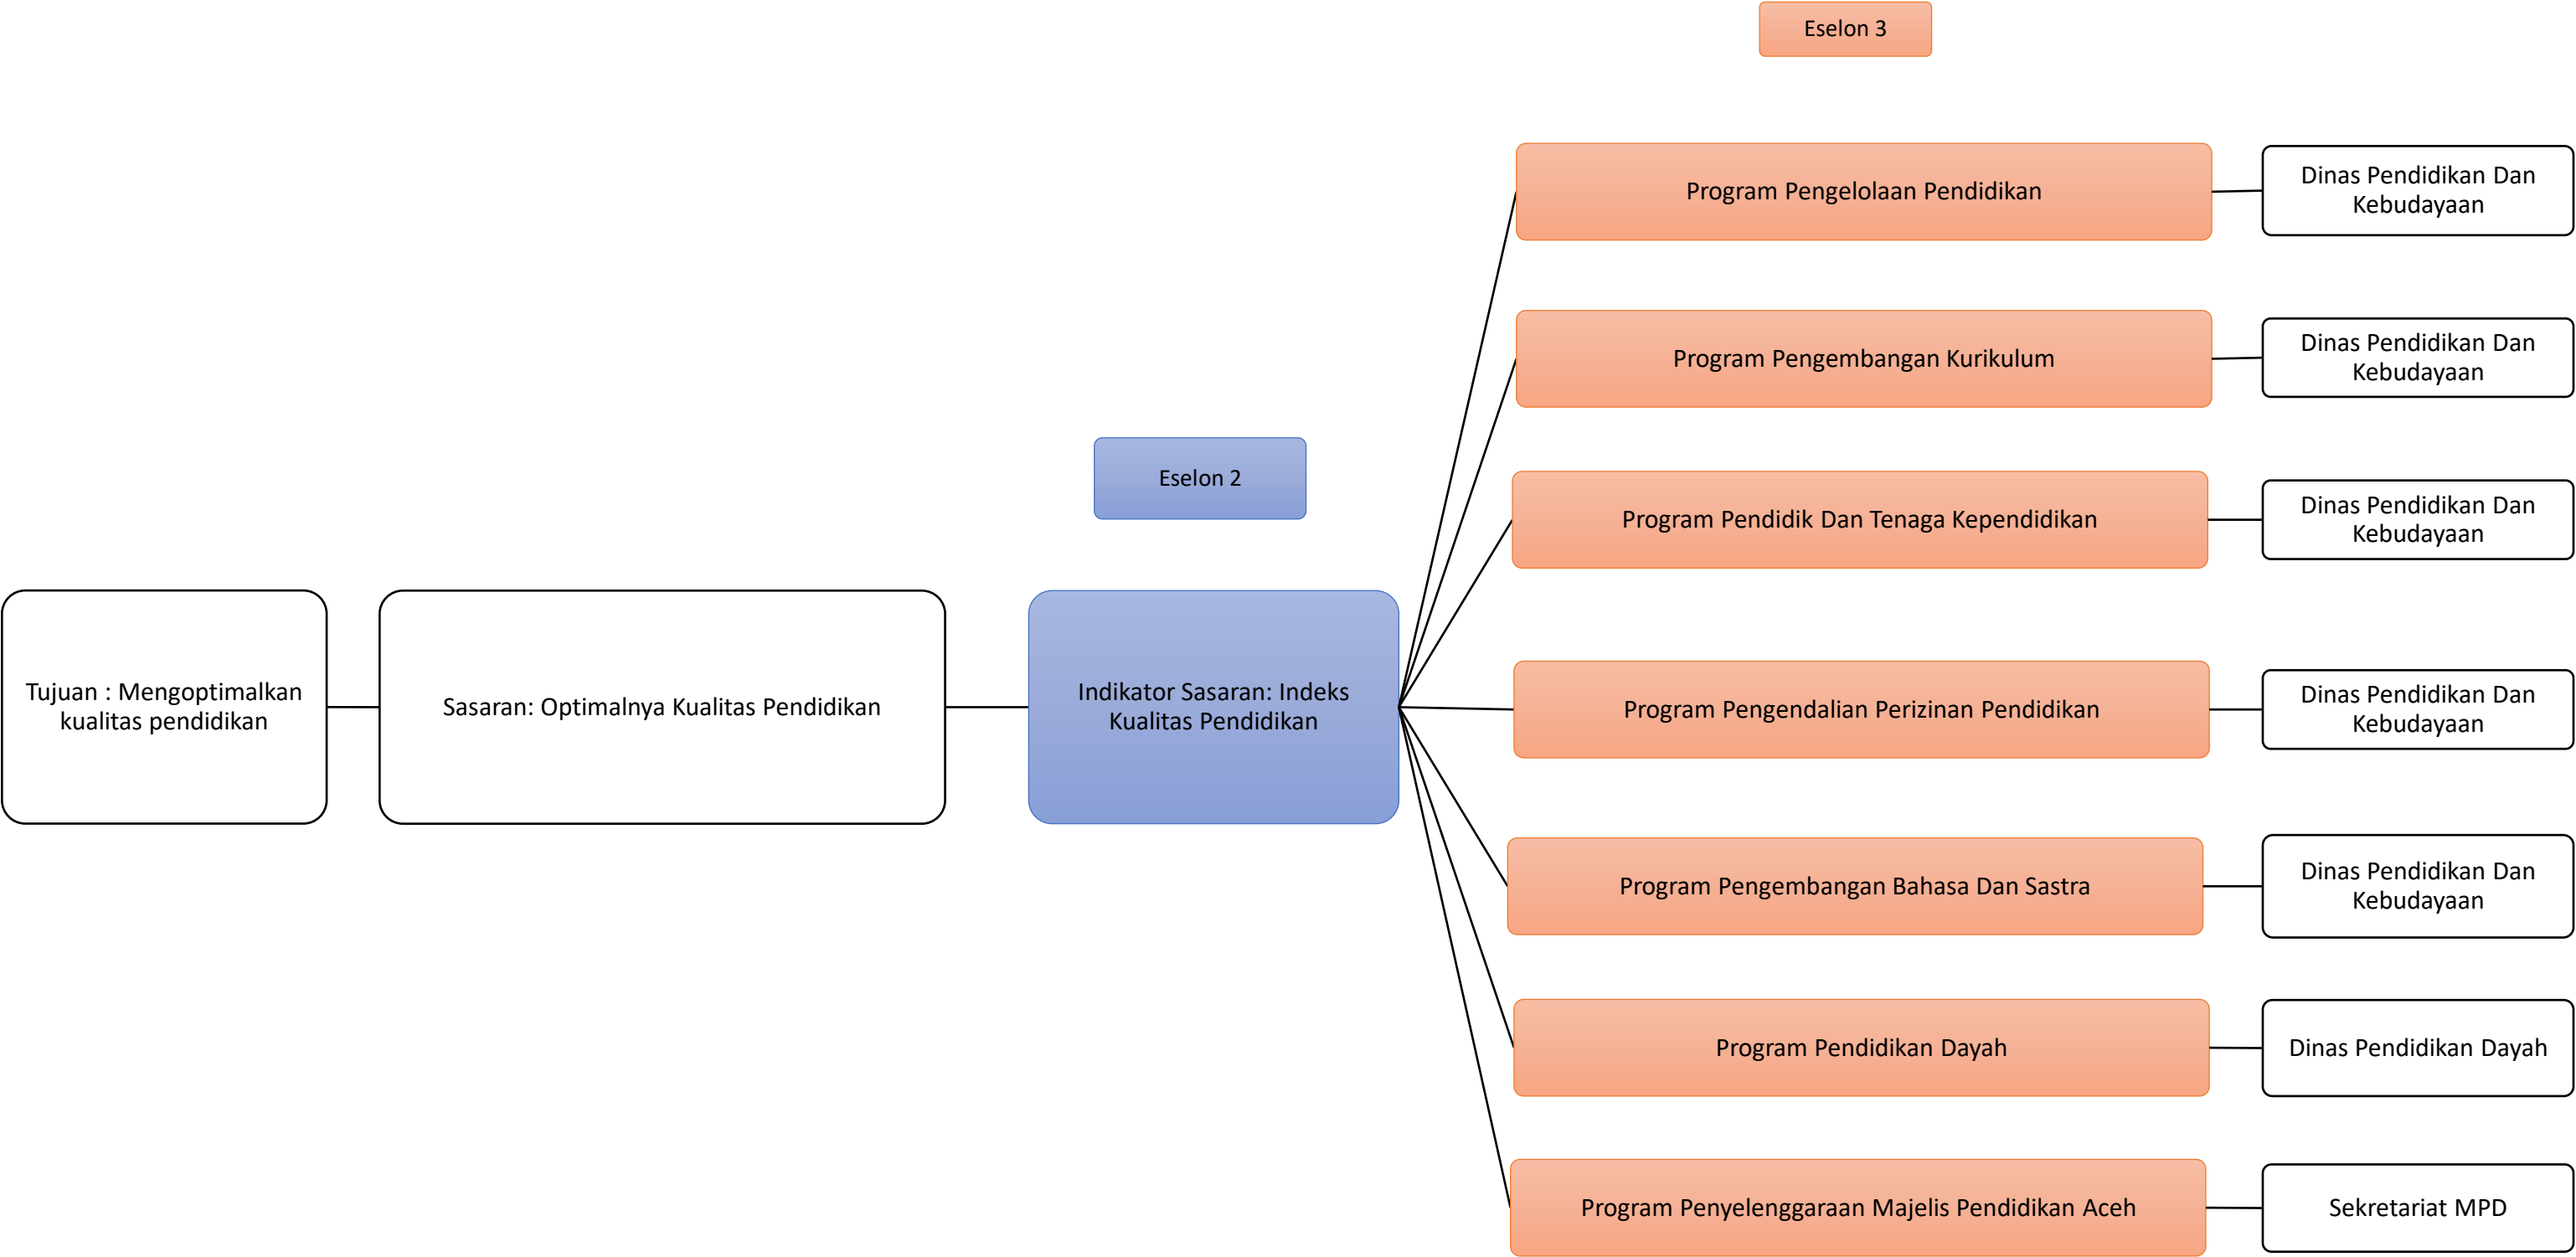 Eselon 3
Program Pengelolaan Pendidikan
Dinas Pendidikan Dan
Kebudayaan
Program Pengembangan Kurikulum
Dinas Pendidikan Dan
Kebudayaan
Eselon 2
Program Pendidik Dan Tenaga Kependidikan
Dinas Pendidikan Dan
Kebudayaan
Tujuan : Mengoptimalkan
kualitas pendidikan
Sasaran: Optimalnya Kualitas Pendidikan
Indikator Sasaran: Indeks
Kualitas Pendidikan
Program Pengendalian Perizinan Pendidikan
Dinas Pendidikan Dan
Kebudayaan
Program Pengembangan Bahasa Dan Sastra
Dinas Pendidikan Dan
Kebudayaan
Program Pendidikan Dayah
Dinas Pendidikan Dayah
Program Penyelenggaraan Majelis Pendidikan Aceh
Sekretariat MPD